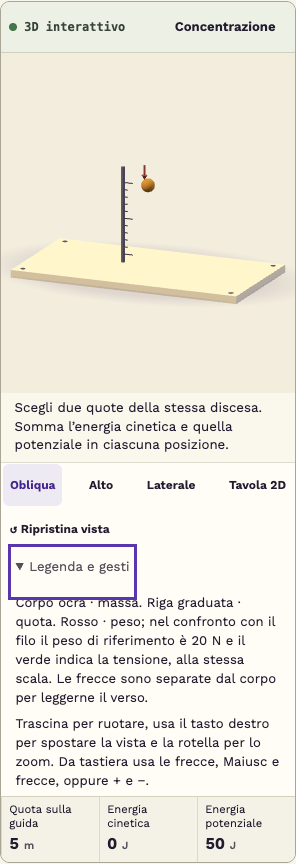 3D interattivo
Concentrazione
Scegli due quote della stessa discesa.
Somma l'energia cinetica e quella
potenziale in ciascuna posizione.
Obliqua
Alto
Laterale
Tavola 2D
↺ Ripristina vista
▼ Legenda e gesti
Corpo ocra · massa. Riga graduata ·
quota. Rosso · peso; nel confronto con il
filo il peso di riferimento è 20 N e il
verde indica la tensione, alla stessa
scala. Le frecce sono separate dal corpo
per leggerne il verso.
Trascina per ruotare, usa il tasto destro
per spostare la vista e la rotella per lo
zoom. Da tastiera usa le frecce, Maiusc e
frecce, oppure + e −.
Quota sulla
guida
5 m
Energia
cinetica
0 J
Energia
potenziale
50 J